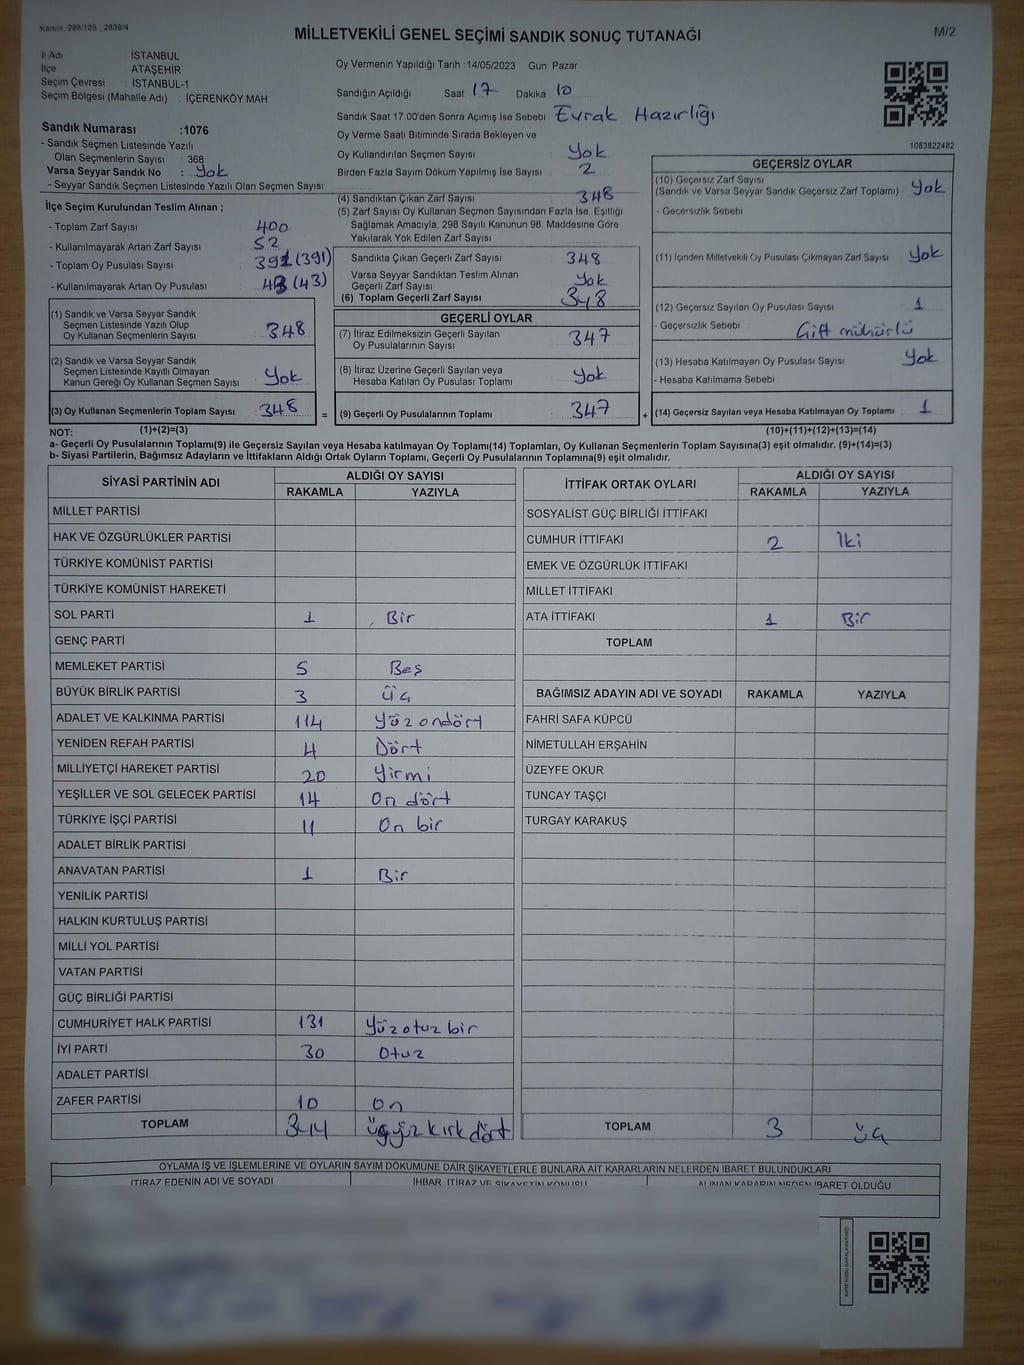 Kanun. 298/105, 2839/4
MİLLETVEKİLİ GENEL SEÇİMİ SANDIK SONUÇ TUTANAĞI
M/2
İl Adı İSTANBUL
İlçe ATAŞEHİR
Seçim Çevresi : İSTANBUL-1
Seçim Bölgesi (Mahalle Adı) : İÇERENKÖY MAH.
Oy Vermenin Yapıldığı Tarih :14/05/2023 Gün: Pazar
Sandığın Açıldığı Saat 17 Dakika 10
Sandık Saat 17:00'den Sonra Açımış İse Sebebi Evrak Hazırlığı
Oy Verme Saati Bitiminde Sırada Bekleyen ve
Oy Kullandırılan Seçmen Sayısı Yok
Birden Fazla Sayım Döküm Yapılmış İse Sayısı 2
1083822482
Sandık Numarası :1076
- Sandık Seçmen Listesinde Yazılı
Olan Seçmenlerin Sayısı : 368
Varsa Seyyar Sandık No : Yok
- Seyyar Sandık Seçmen Listesinde Yazılı Olan Seçmen Sayısı:
İlçe Seçim Kurulundan Teslim Alınan ;
- Toplam Zarf Sayısı : 400
- Kullanılmayarak Artan Zarf Sayısı : 52
- Toplam Oy Pusulası Sayısı : 391 (391)
- Kullanılmayarak Artan Oy Pusulası : 43 (43)
(1) Sandık ve Varsa Seyyar Sandık
Seçmen Listesinde Yazılı Olup
Oy Kullanan Seçmenlerin Sayısı : 348
(2) Sandık ve Varsa Seyyar Sandık
Seçmen Listesinde Kayıtlı Olmayan
Kanun Gereği Oy Kullanan Seçmen Sayısı : Yok
(3) Oy Kullanan Seçmenlerin Toplam Sayısı : 348 =
(1)+(2)=(3)
(4) Sandıktan Çıkan Zarf Sayısı : 348
(5) Zarf Sayısı Oy Kullanan Seçmen Sayısından Fazla İse, Eşitliği
Sağlamak Amacıyla, 298 Sayılı Kanunun 98. Maddesine Göre
Yakılarak Yok Edilen Zarf Sayısı :
Sandıkta Çıkan Geçerli Zarf Sayısı : 348
Varsa Seyyar Sandıktan Teslim Alınan
Geçerli Zarf Sayısı : Yok
(6) Toplam Geçerli Zarf Sayısı : 348
GEÇERLİ OYLAR
(7) İtiraz Edilmeksizin Geçerli Sayılan
Oy Pusulalarının Sayısı : 347
(8) İtiraz Üzerine Geçerli Sayılan veya
Hesaba Katılan Oy Pusulası Toplamı : Yok
(9) Geçerli Oy Pusulalarının Toplamı : 347 +
GEÇERSİZ OYLAR
(10) Geçersiz Zarf Sayısı
(Sandık ve Varsa Seyyar Sandık Geçersiz Zarf Toplamı) : Yok
- Geçersizlik Sebebi
(11) İçinden Milletvekili Oy Pusulası Çıkmayan Zarf Sayısı : Yok
(12) Geçersiz Sayılan Oy Pusulası Sayısı : 1
- Geçersizlik Sebebi : Çift mühürlü
(13) Hesaba Katılmayan Oy Pusulası Sayısı : Yok
- Hesaba Katılmama Sebebi
(14) Geçersiz Sayılan veya Hesaba Katılmayan Oy Toplamı : 1
(10)+(11)+(12)+(13)=(14)
NOT:
a- Geçerli Oy Pusulalarının Toplamı(9) ile Geçersiz Sayılan veya Hesaba katılmayan Oy Toplamı(14) Toplamları, Oy Kullanan Seçmenlerin Toplam Sayısına(3) eşit olmalıdır. (9)+(14)=(3)
b- Siyasi Partilerin, Bağımsız Adayların ve İttifakların Aldığı Ortak Oyların Toplamı, Geçerli Oy Pusulalarının Toplamına(9) eşit olmalıdır.
SİYASİ PARTİNİN ADI ALDIĞI OY SAYISI
RAKAMLA YAZIYLA
MİLLET PARTİSİ
HAK VE ÖZGÜRLÜKLER PARTİSİ
TÜRKİYE KOMÜNİST PARTİSİ
TÜRKİYE KOMÜNİST HAREKETİ
SOL PARTİ 1 Bir
GENÇ PARTİ
MEMLEKET PARTİSİ 5 Beş
BÜYÜK BİRLİK PARTİSİ 3 üç
ADALET VE KALKINMA PARTİSİ 114 Yüzondört
YENİDEN REFAH PARTİSİ 4 Dört
MİLLİYETÇİ HAREKET PARTİSİ 20 Yirmi
YEŞİLLER VE SOL GELECEK PARTİSİ 14 On dört
TÜRKİYE İŞÇİ PARTİSİ 11 On bir
ADALET BİRLİK PARTİSİ
ANAVATAN PARTİSİ 1 Bir
YENİLİK PARTİSİ
HALKIN KURTULUŞ PARTİSİ
MİLLİ YOL PARTİSİ
VATAN PARTİSİ
GÜÇ BİRLİĞİ PARTİSİ
CUMHURİYET HALK PARTİSİ 131 Yüzotuz bir
İYİ PARTİ 30 Otuz
ADALET PARTİSİ
ZAFER PARTİSİ 10 On
TOPLAM 344 üçyüz kırk dört
İTTİFAK ORTAK OYLARI ALDIĞI OY SAYISI
RAKAMLA YAZIYLA
SOSYALİST GÜÇ BİRLİĞİ İTTİFAKI
CUMHUR İTTİFAKI 2 İki
EMEK VE ÖZGÜRLÜK İTTİFAKI
MİLLET İTTİFAKI
ATA İTTİFAKI 1 Bir
TOPLAM
BAĞIMSIZ ADAYIN ADI VE SOYADI RAKAMLA YAZIYLA
FAHRİ SAFA KÜPCÜ
NİMETULLAH ERŞAHİN
ÜZEYFE OKUR
TUNCAY TAŞÇI
TURGAY KARAKUŞ
TOPLAM 3 üç
OYLAMA İŞ VE İŞLEMLERİNE VE OYLARIN SAYIM DÖKÜMÜNE DAİR ŞİKAYETLERLE BUNLARA AİT KARARLARIN NELERDEN İBARET BULUNDUKLARI
İTİRAZ EDENİN ADI VE SOYADI İHBAR, İTİRAZ VE ŞİKAYETİN KONUSU ALINAN KARARIN NEDEN İBARET OLDUĞU